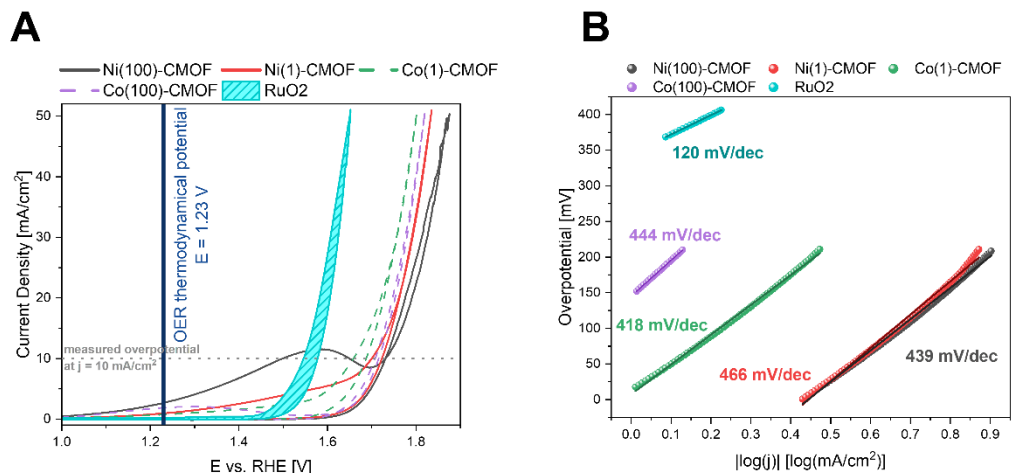 A
Ni(100)-CMOF Ni(1)-CMOF Co(1)-CMOF
Co(100)-CMOF RuO2
50
40
30
20
10
0
Current Density [mA/cm²]
OER thermodynamical potential
E = 1.23 V
measured overpotential
at j = 10 mA/cm²
1.0 1.2 1.4 1.6 1.8
E vs. RHE [V]
B
Ni(100)-CMOF Ni(1)-CMOF Co(1)-CMOF
Co(100)-CMOF RuO2
400
350
300
250
200
150
100
50
0
Overpotential [mV]
120 mV/dec
444 mV/dec
418 mV/dec
466 mV/dec
439 mV/dec
0.0 0.1 0.2 0.3 0.4 0.5 0.6 0.7 0.8 0.9
|log(j)| [log(mA/cm²)]